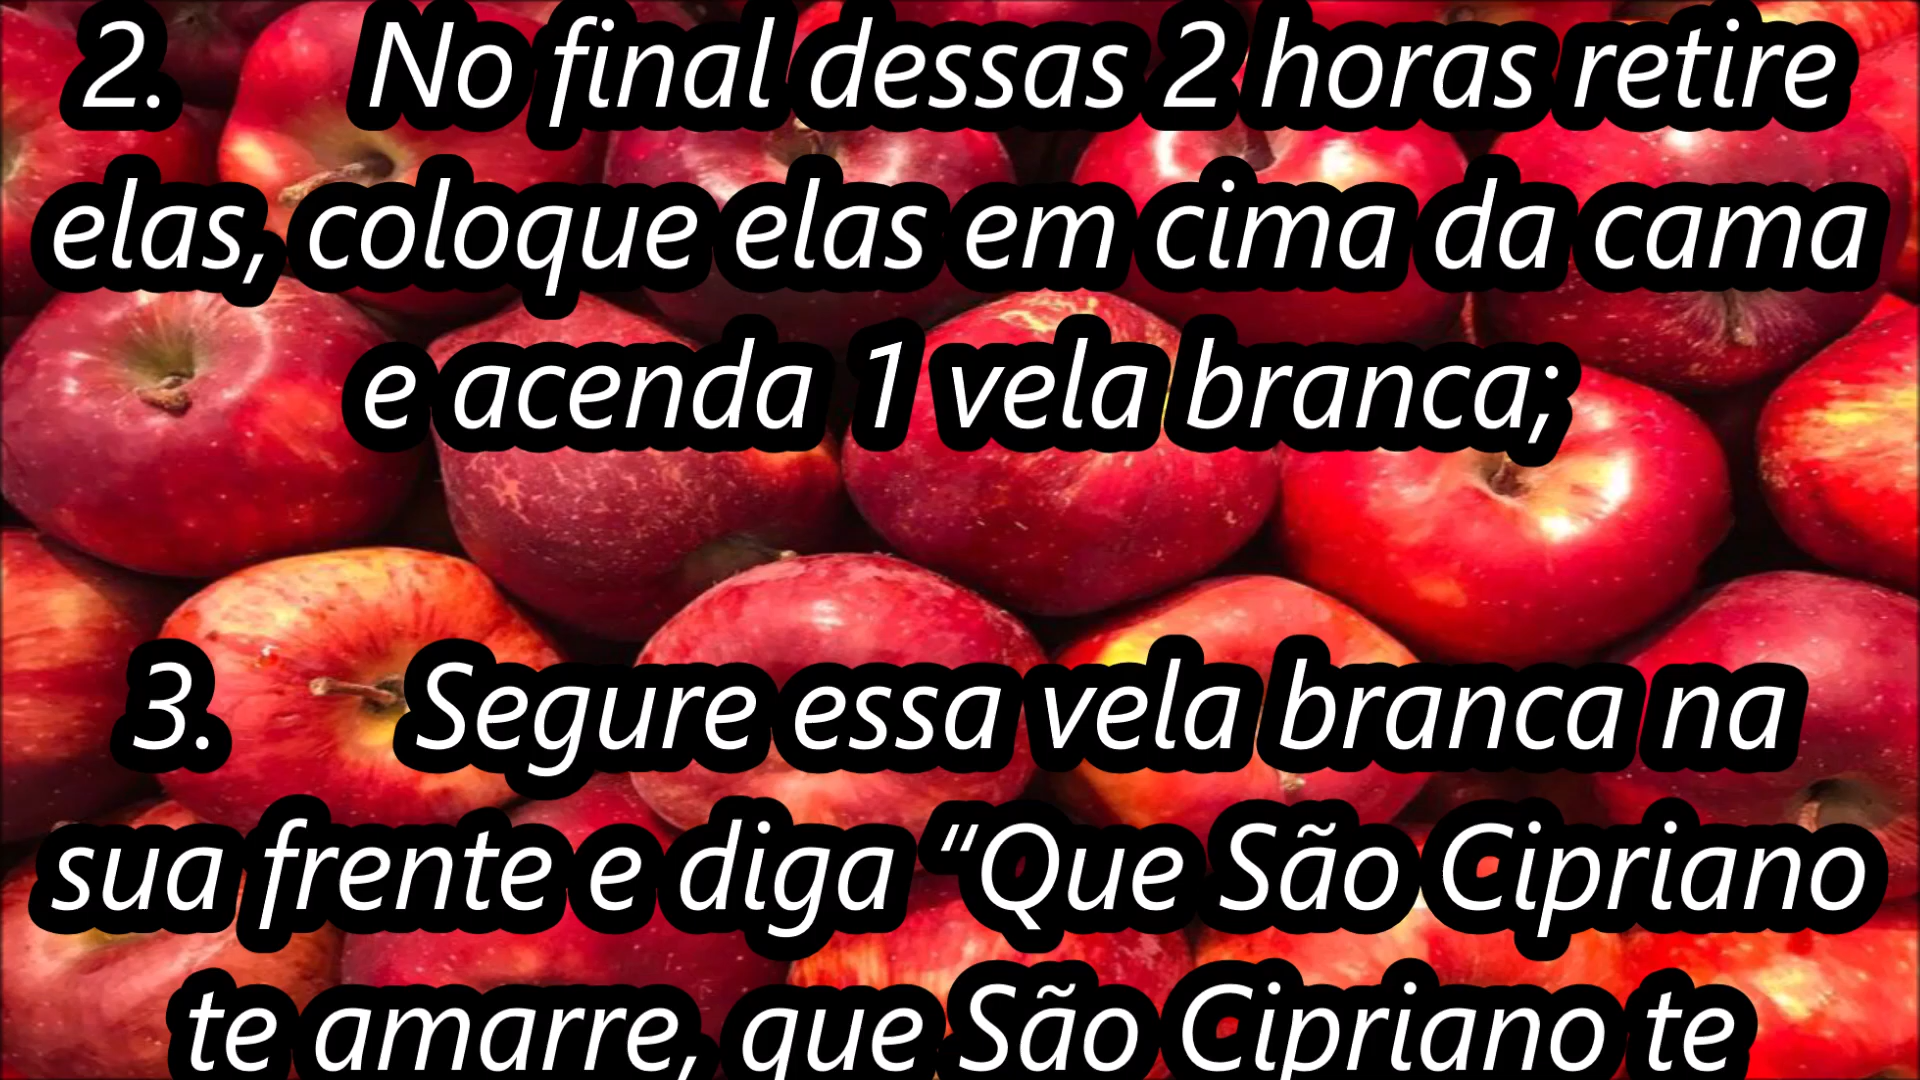 2. No final dessas 2 horas retire
elas, coloque elas em cima da cama
e acenda 1 vela branca;
3. Segure essa vela branca na
sua frente e diga “Que São Cipriano
te amarre, que São Cipriano te